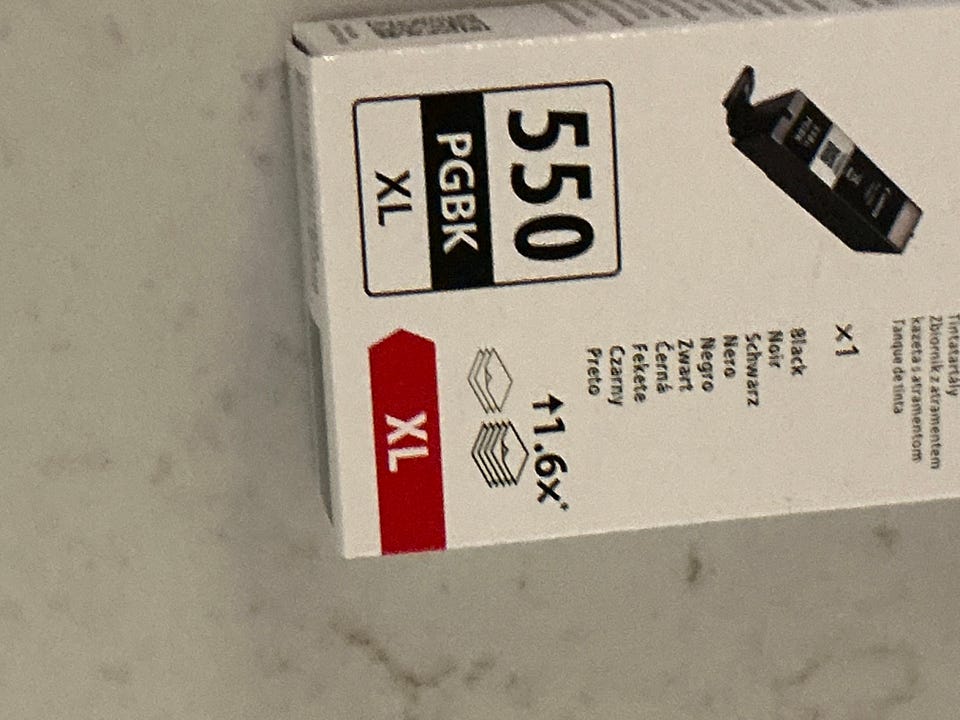 550
PGBK
XL
Tintatartály
Zbiornik z atramentem
kazeta s atramentom
Tanque de tinta
x1
Black
Noir
Schwarz
Nero
Negro
Zwart
Černá
Fekete
Czarny
Preto
↑1.6x*
XL